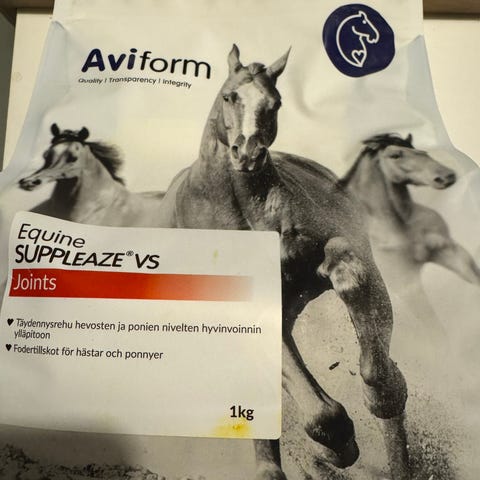 Aviform
Quality | Transparency | Integrity
Equine
SUPPLEAZE® VS
Joints
♥ Täydennysrehu hevosten ja ponien nivelten hyvinvoinnin
ylläpitoon
♥ Fodertillskot för hästar och ponnyer
1kg